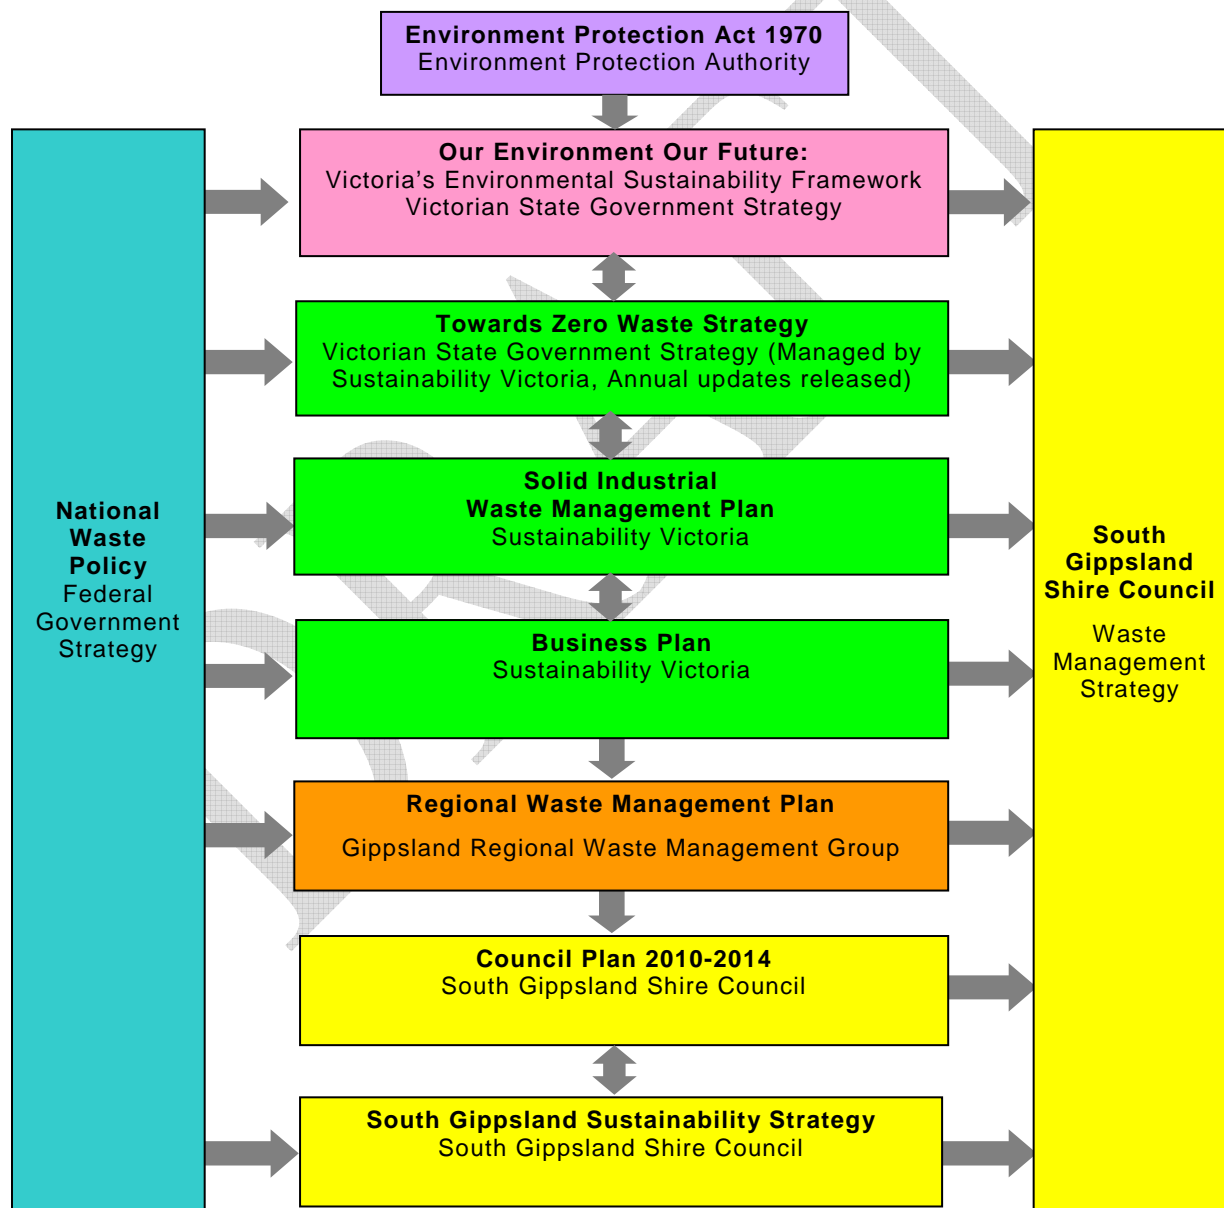 Environment Protection Act 1970
Environment Protection Authority
Our Environment Our Future:
Victoria’s Environmental Sustainability Framework
Victorian State Government Strategy
Towards Zero Waste Strategy
Victorian State Government Strategy (Managed by
Sustainability Victoria, Annual updates released)
Solid Industrial
Waste Management Plan
Sustainability Victoria
Business Plan
Sustainability Victoria
Regional Waste Management Plan
Gippsland Regional Waste Management Group
Council Plan 2010-2014
South Gippsland Shire Council
South Gippsland Sustainability Strategy
South Gippsland Shire Council
National
Waste
Policy
Federal
Government
Strategy
South
Gippsland
Shire Council
Waste
Management
Strategy
DRAFT